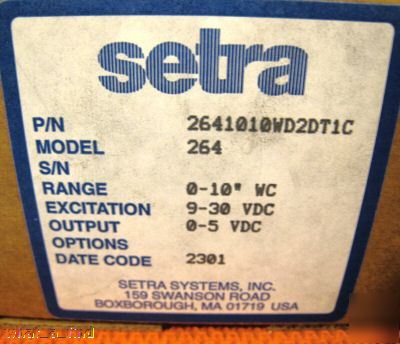 setra
P/N 2641010WD2DT1C
MODEL 264
S/N
RANGE 0-10" WC
EXCITATION 9-30 VDC
OUTPUT 0-5 VDC
OPTIONS
DATE CODE 2301
SETRA SYSTEMS, INC.
159 SWANSON ROAD
BOXBOROUGH, MA 01719 USA
what_a_find